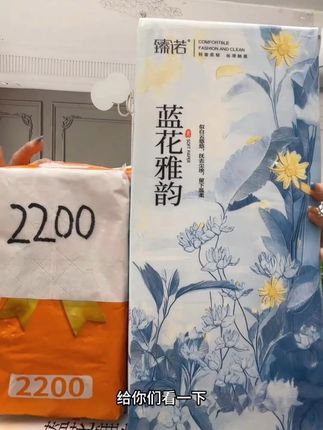 臻诺
COMFORTBLE
FASHION AND CLEAN
蓝花雅韵
SOFT PAPER
2200
2200
给你们看一下